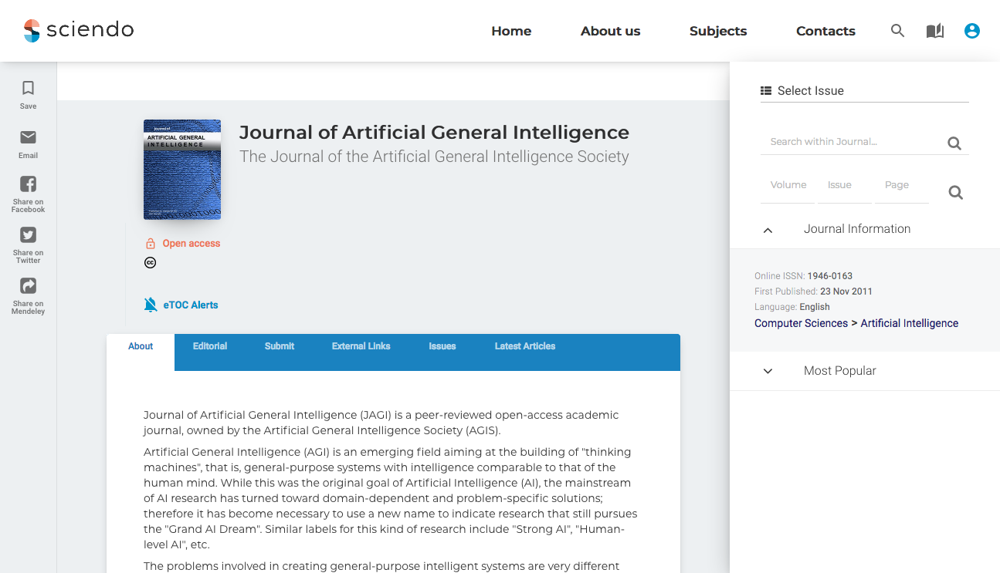 sciendo
Home
About us
Subjects
Contacts
Save
Email
Share on
Facebook
Share on
Twitter
Share on
Mendeley
Journal of
ARTIFICIAL GENERAL
INTELLIGENCE
Journal of Artificial General Intelligence
The Journal of the Artificial General Intelligence Society
Open access
cc
eTOC Alerts
About
Editorial
Submit
External Links
Issues
Latest Articles
Journal of Artificial General Intelligence (JAGI) is a peer-reviewed open-access academic
journal, owned by the Artificial General Intelligence Society (AGIS).
Artificial General Intelligence (AGI) is an emerging field aiming at the building of "thinking
machines", that is, general-purpose systems with intelligence comparable to that of the
human mind. While this was the original goal of Artificial Intelligence (AI), the mainstream
of AI research has turned toward domain-dependent and problem-specific solutions;
therefore it has become necessary to use a new name to indicate research that still pursues
the "Grand AI Dream". Similar labels for this kind of research include "Strong AI", "Human-
level AI", etc.
The problems involved in creating general-purpose intelligent systems are very different
Select Issue
Search within Journal...
Volume
Issue
Page
Journal Information
Online ISSN: 1946-0163
First Published: 23 Nov 2011
Language: English
Computer Sciences > Artificial Intelligence
Most Popular